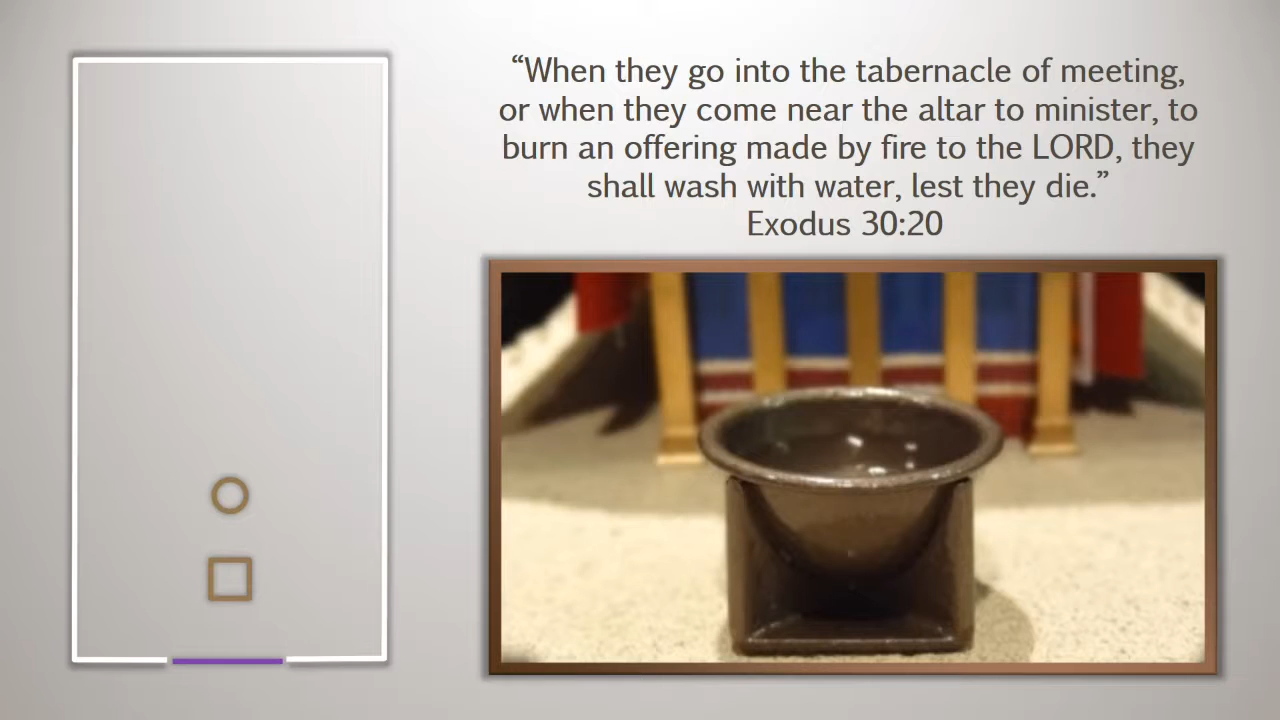 “When they go into the tabernacle of meeting,
or when they come near the altar to minister, to
burn an offering made by fire to the LORD, they
shall wash with water, lest they die.”
Exodus 30:20